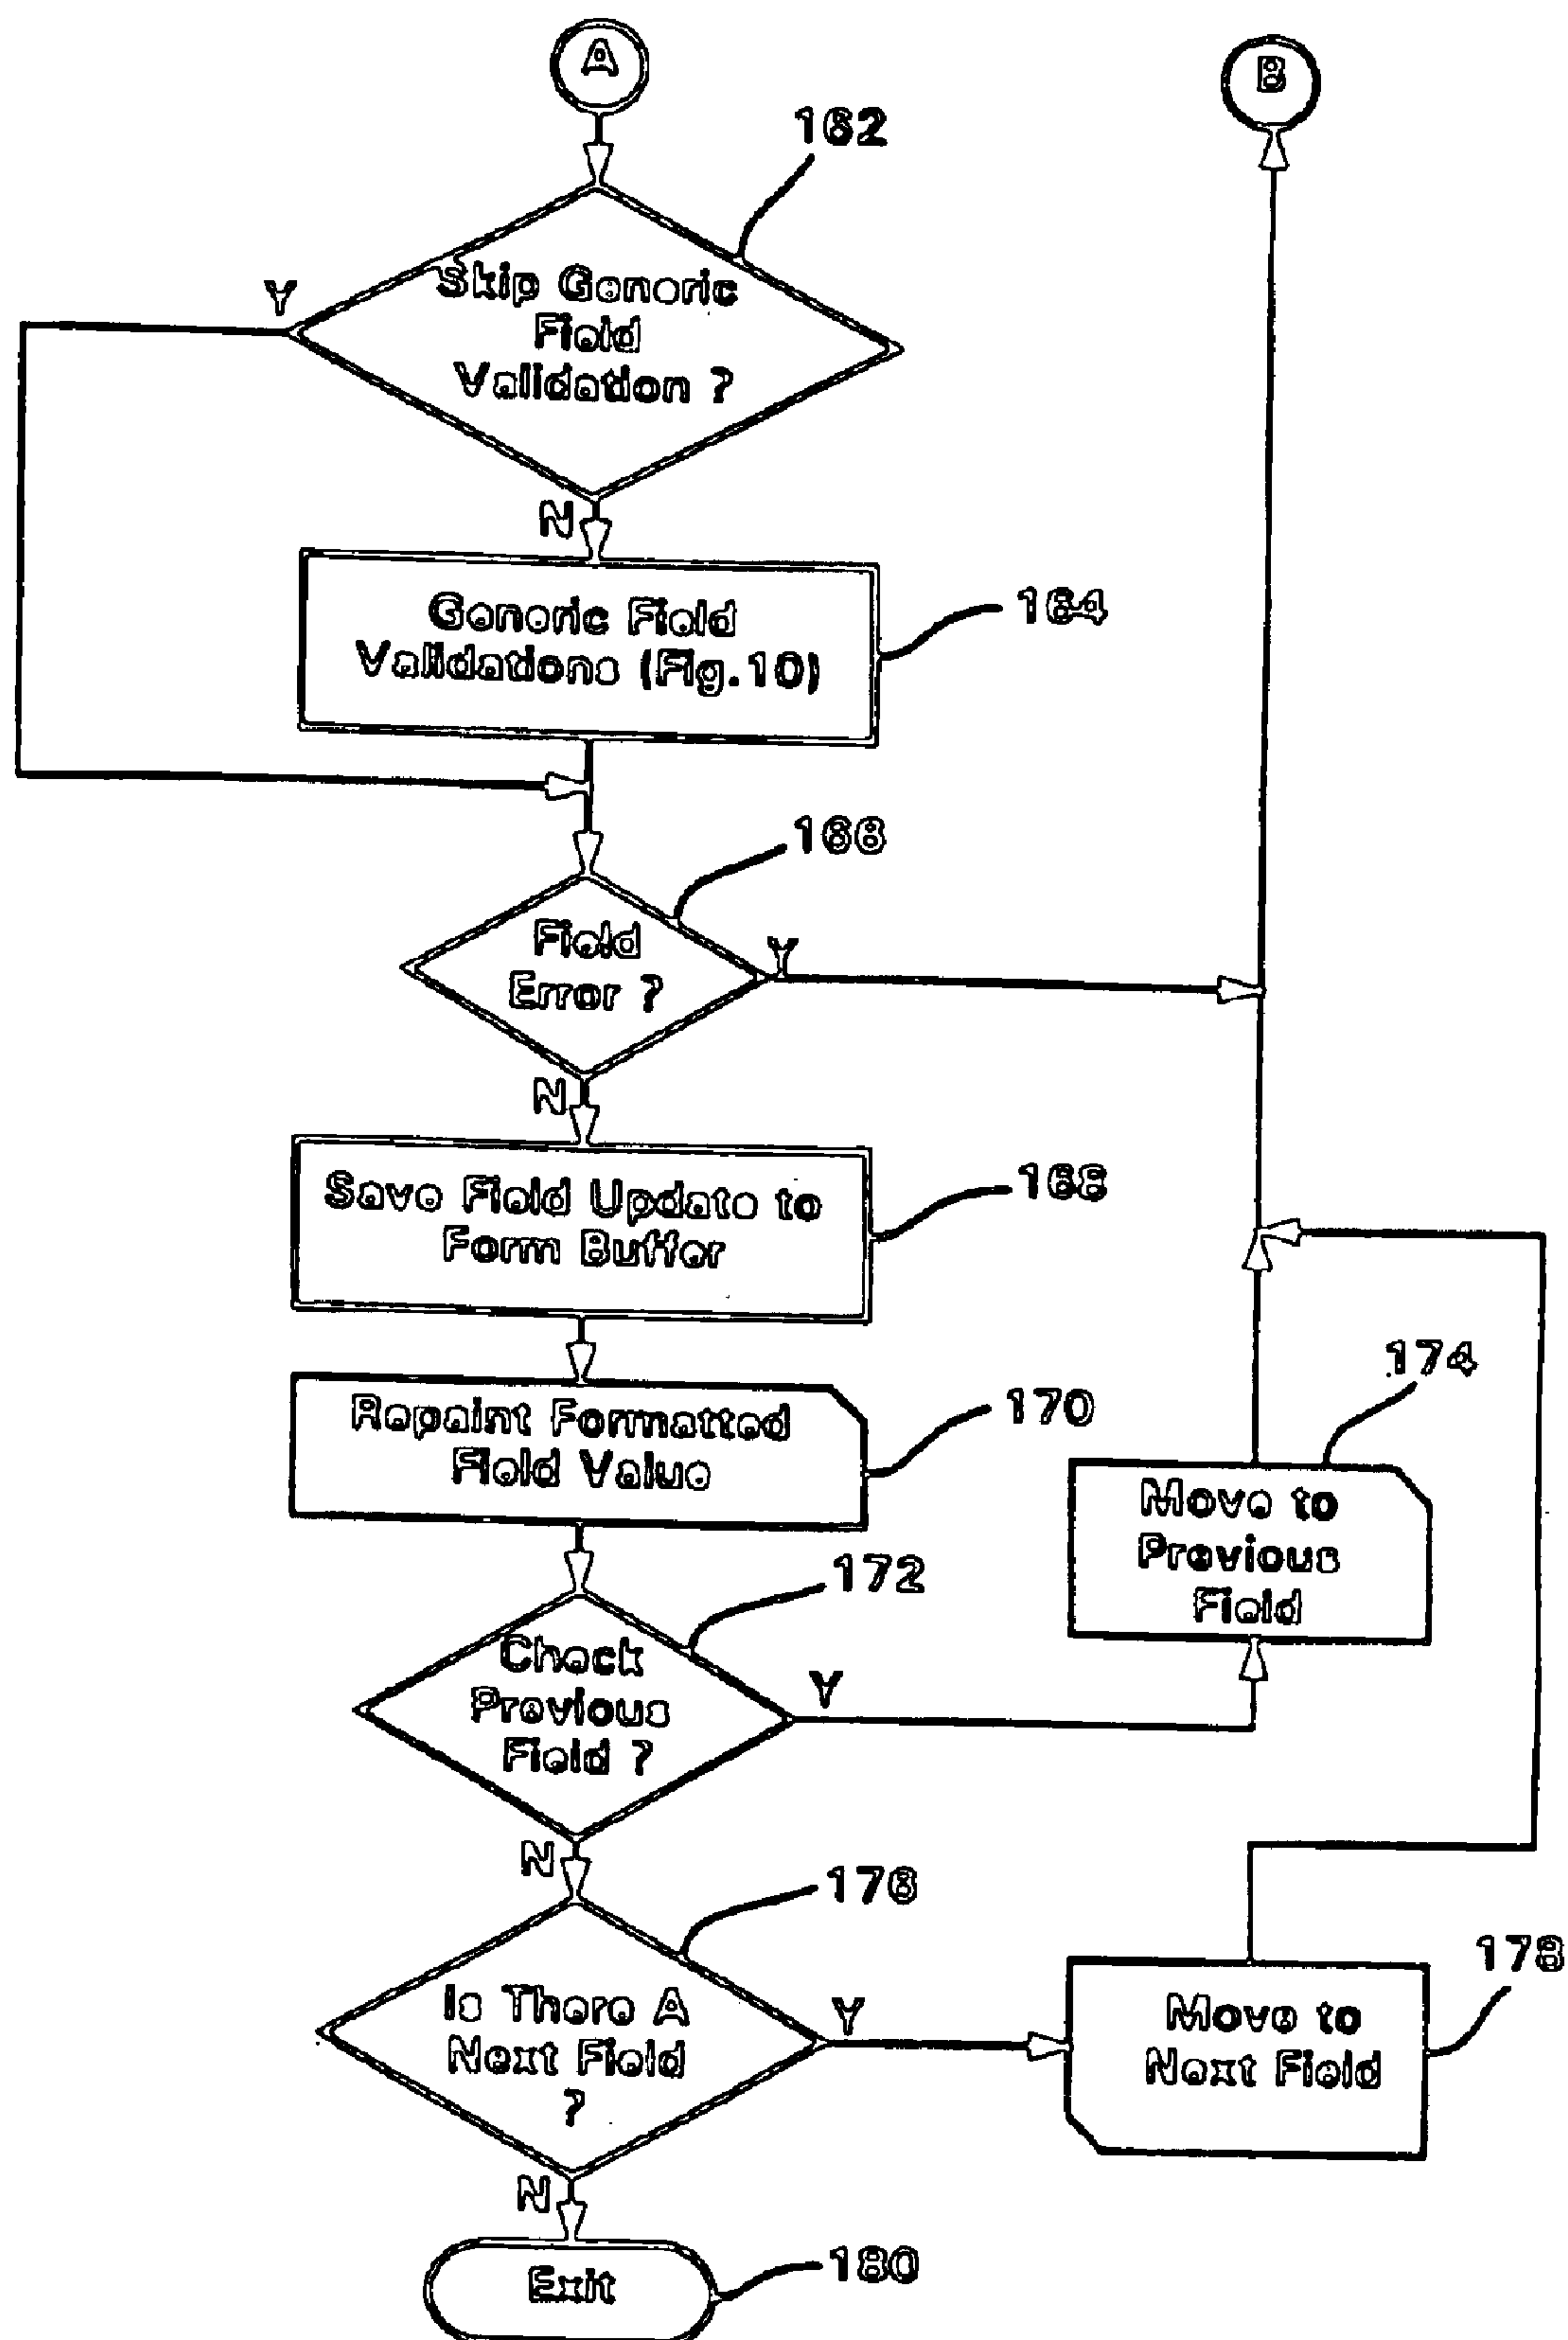 A
B
162
Y
Skip Generic
Field
Validation ?
N
Generic Field
Validations (Fig.10)
164
166
Field
Error ?
Y
N
Save Field Update to
Form Buffer
168
Repaint Formatted
Field Value
170
174
Move to
Previous
Field
172
Check
Previous
Field ?
Y
N
176
Is There A
Next Field
?
Y
Move to
Next Field
178
N
Exit
180